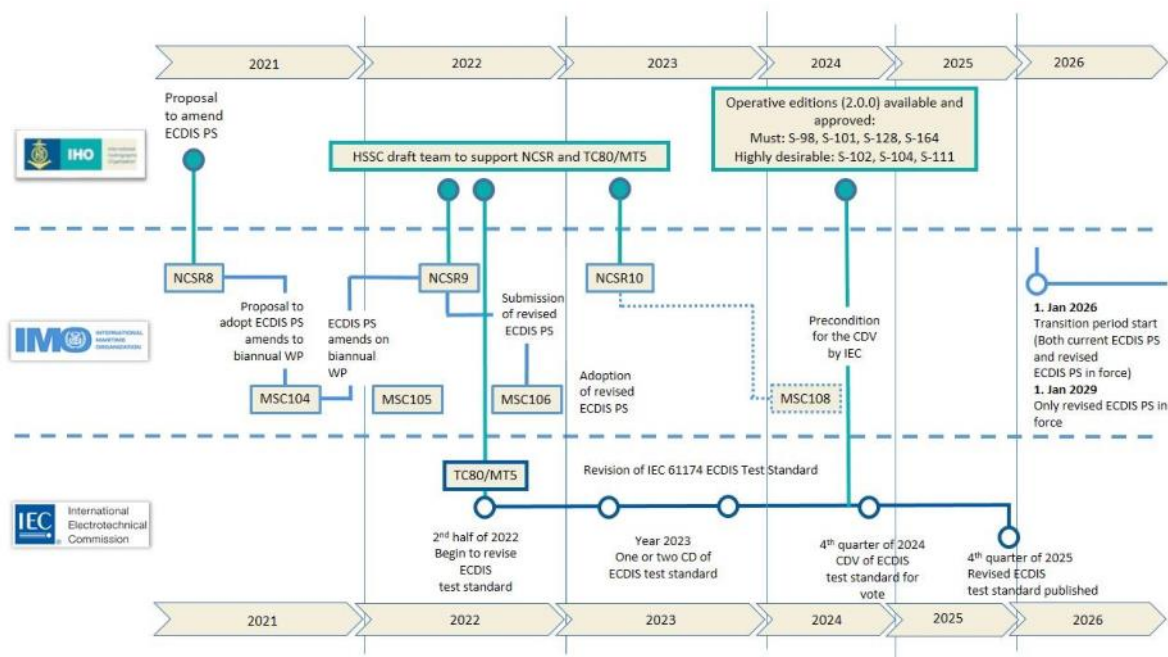 2021
2022
2023
2024
2025
2026
Proposal
to amend
ECDIS PS
IHO
International
Hydrographic
Organization
HSSC draft team to support NCSR and TC80/MT5
Operative editions (2.0.0) available and
approved:
Must: S-98, S-101, S-128, S-164
Highly desirable: S-102, S-104, S-111
NCSR8
NCSR9
NCSR10
IMO
INTERNATIONAL
MARITIME
ORGANIZATION
Proposal to
adopt ECDIS PS
amends to
biannual WP
ECDIS PS
amends on
biannual
WP
Submission
of revised
ECDIS PS
Adoption
of revised
ECDIS PS
Precondition
for the CDV
by IEC
1. Jan 2026
Transition period start
(Both current ECDIS PS
and revised
ECDIS PS in force)
1. Jan 2029
Only revised ECDIS PS in
force
MSC104
MSC105
MSC106
MSC108
TC80/MT5
Revision of IEC 61174 ECDIS Test Standard
IEC
International
Electrotechnical
Commission
2nd half of 2022
Begin to revise
ECDIS
test standard
Year 2023
One or two CD of
ECDIS test standard
4th quarter of 2024
CDV of ECDIS
test standard for
vote
4th quarter of 2025
Revised ECDIS
test standard published
2021
2022
2023
2024
2025
2026